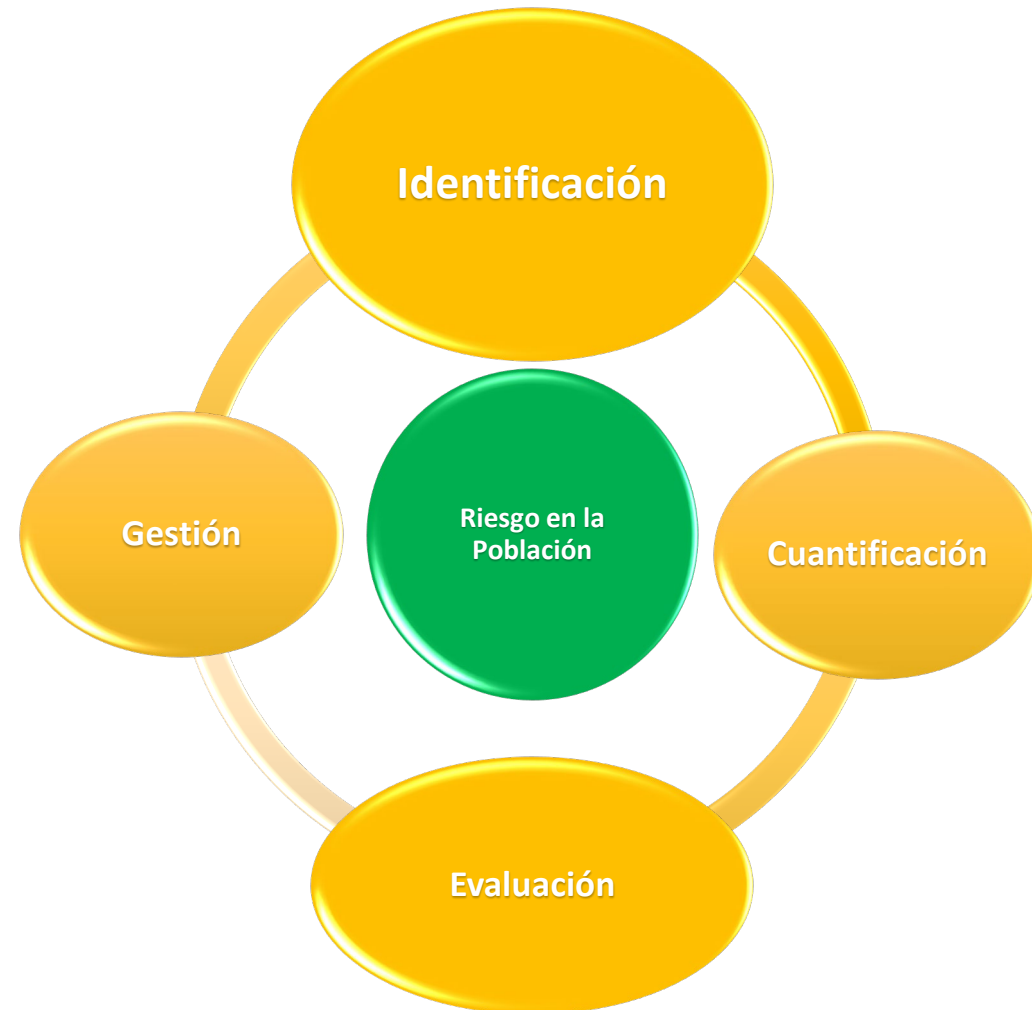 Identificación
Gestión
Riesgo en la
Población
Cuantificación
Evaluación